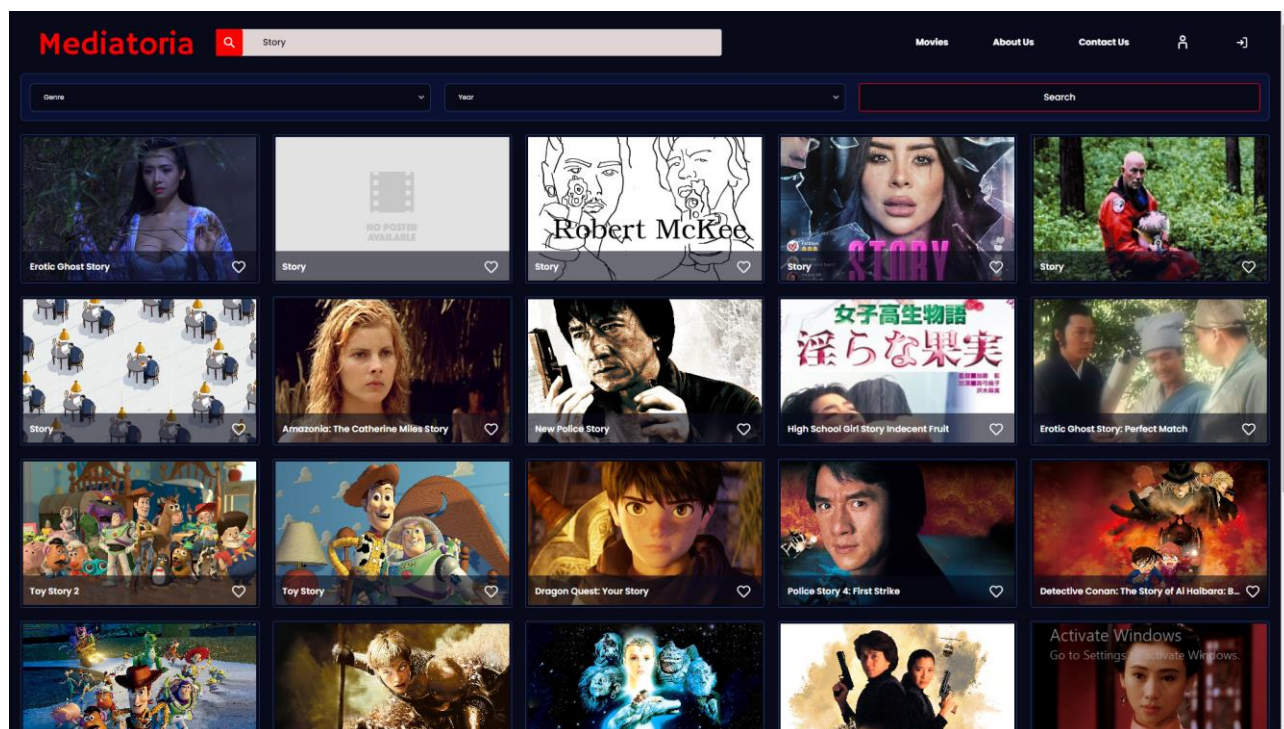 Mediatoria
Story
Movies
About Us
Contact Us
Genre
Year
Search
Erotic Ghost Story
NO POSTER
AVAILABLE
Story
Robert McKee
Story
STORY
Story
Story
Story
Amazonia: The Catherine Miles Story
New Police Story
女子高生物語
淫らな果実
High School Girl Story Indecent Fruit
Erotic Ghost Story: Perfect Match
Toy Story 2
Toy Story
Dragon Quest: Your Story
Police Story 4: First Strike
Detective Conan: The Story of Ai Haibara: B...
Activate Windows
Go to Settings to activate Windows.